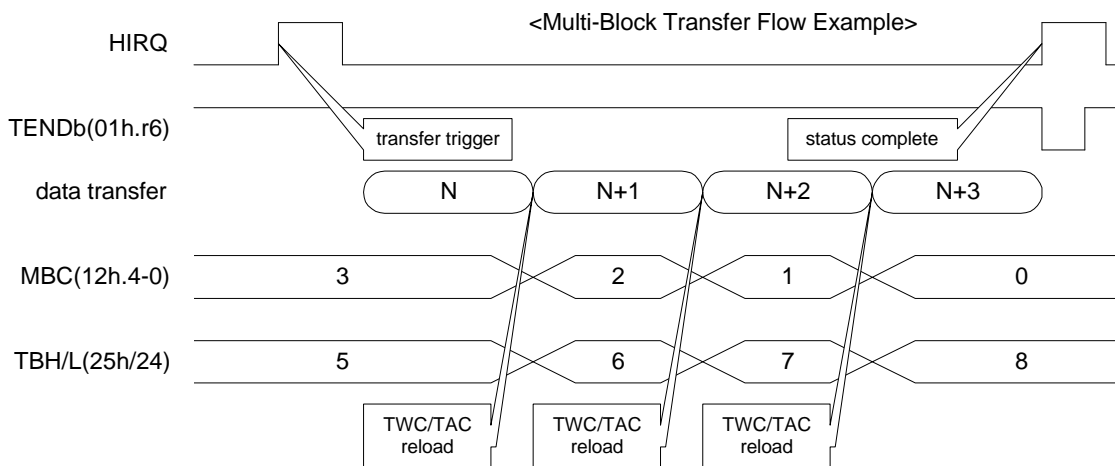 <Multi-Block Transfer Flow Example>
HIRQ
TENDb(01h.r6)
transfer trigger
status complete
data transfer
N
N+1
N+2
N+3
MBC(12h.4-0)
3
2
1
0
TBH/L(25h/24)
5
6
7
8
TWC/TAC
reload
TWC/TAC
reload
TWC/TAC
reload